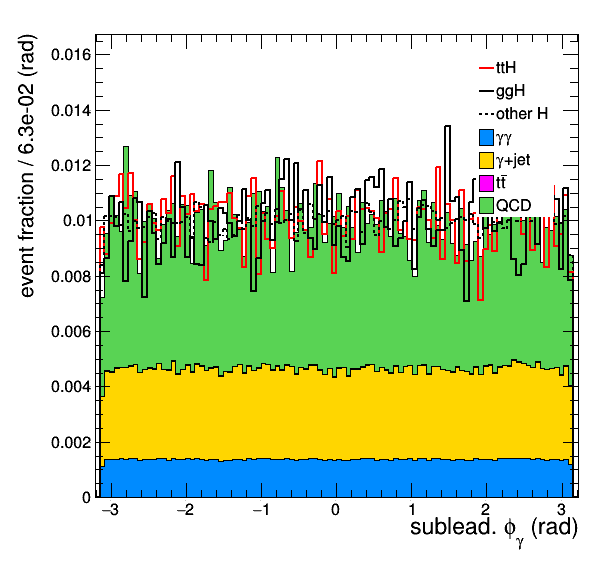 event fraction / 6.3e-02 (rad)
0.016
0.014
0.012
0.01
0.008
0.006
0.004
0.002
0
ttH
ggH
other H
γγ
γ+jet
tt̄
QCD
−3 −2 −1 0 1 2 3
sublead. ϕγ (rad)